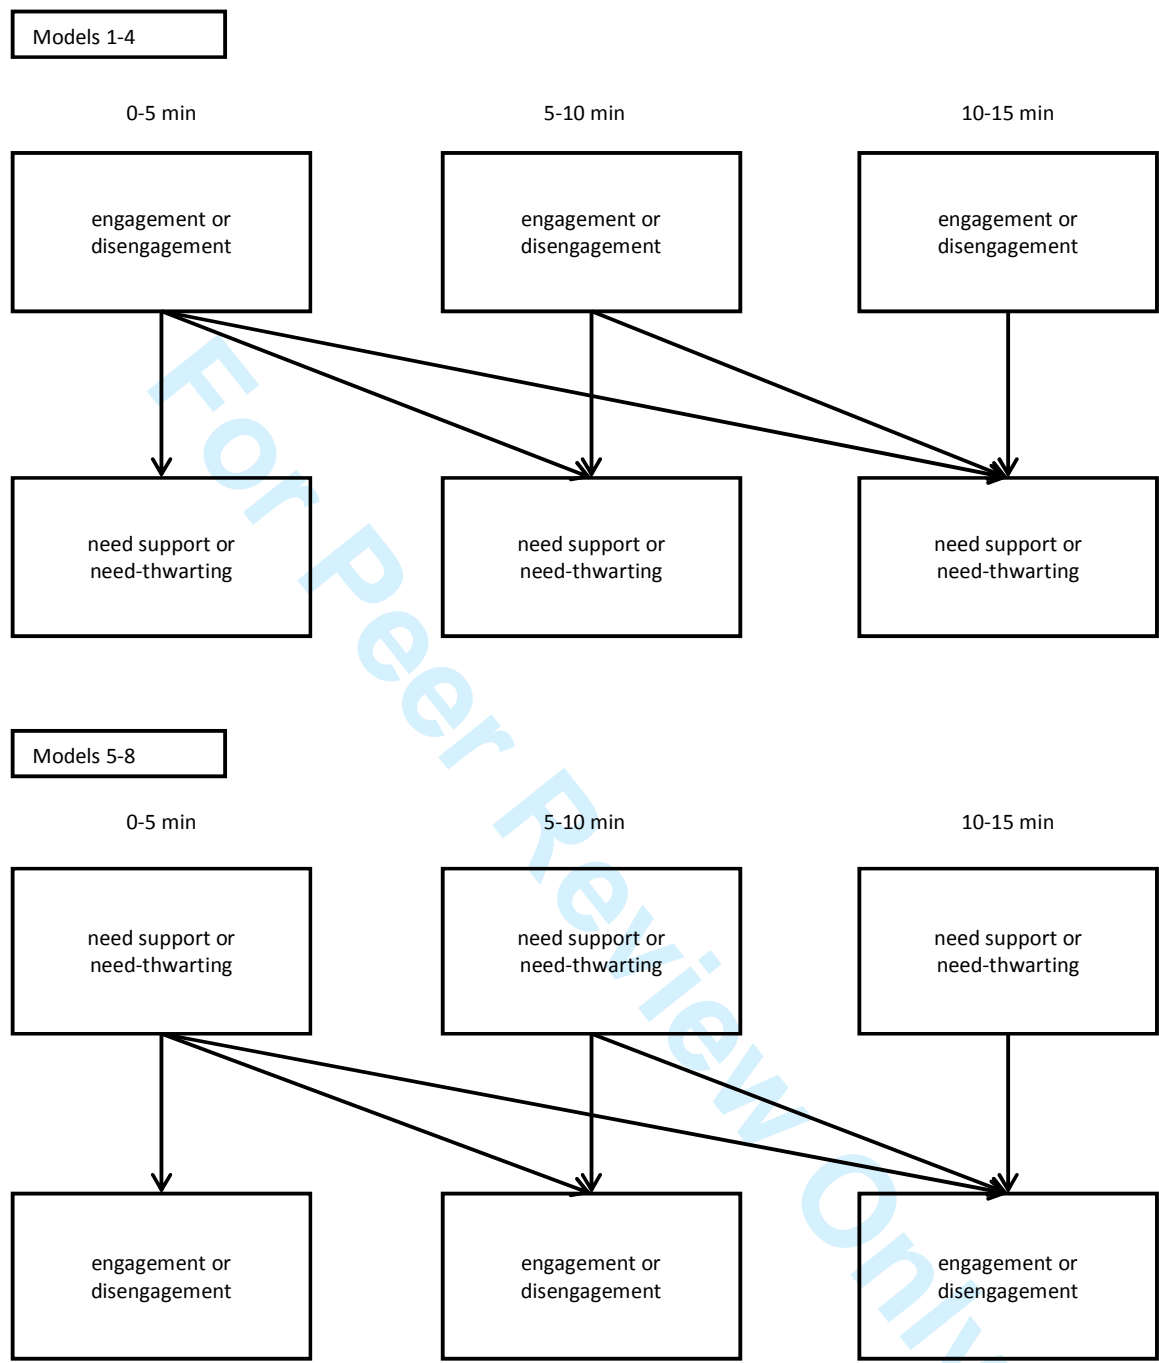 Models 1-4
0-5 min
5-10 min
10-15 min
engagement or
disengagement
engagement or
disengagement
engagement or
disengagement
need support or
need-thwarting
need support or
need-thwarting
need support or
need-thwarting
Models 5-8
0-5 min
5-10 min
10-15 min
need support or
need-thwarting
need support or
need-thwarting
need support or
need-thwarting
engagement or
disengagement
engagement or
disengagement
engagement or
disengagement
For Peer Review Only